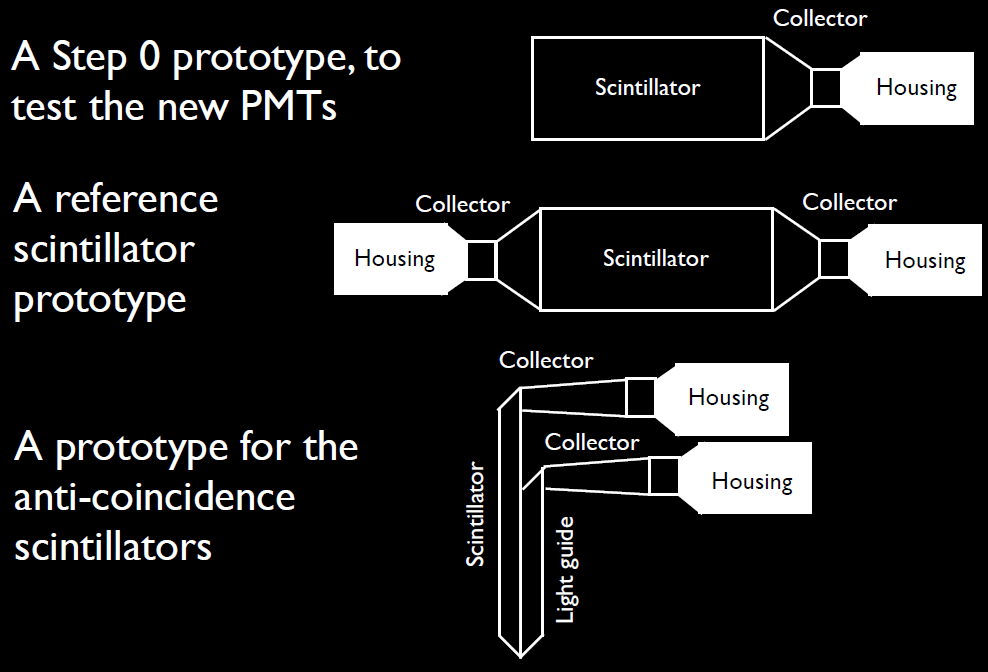 A Step 0 prototype, to
test the new PMTs
Collector
Scintillator
Housing
A reference
scintillator
prototype
Collector
Collector
Housing
Scintillator
Housing
A prototype for the
anti-coincidence
scintillators
Collector
Housing
Collector
Housing
Scintillator
Light guide